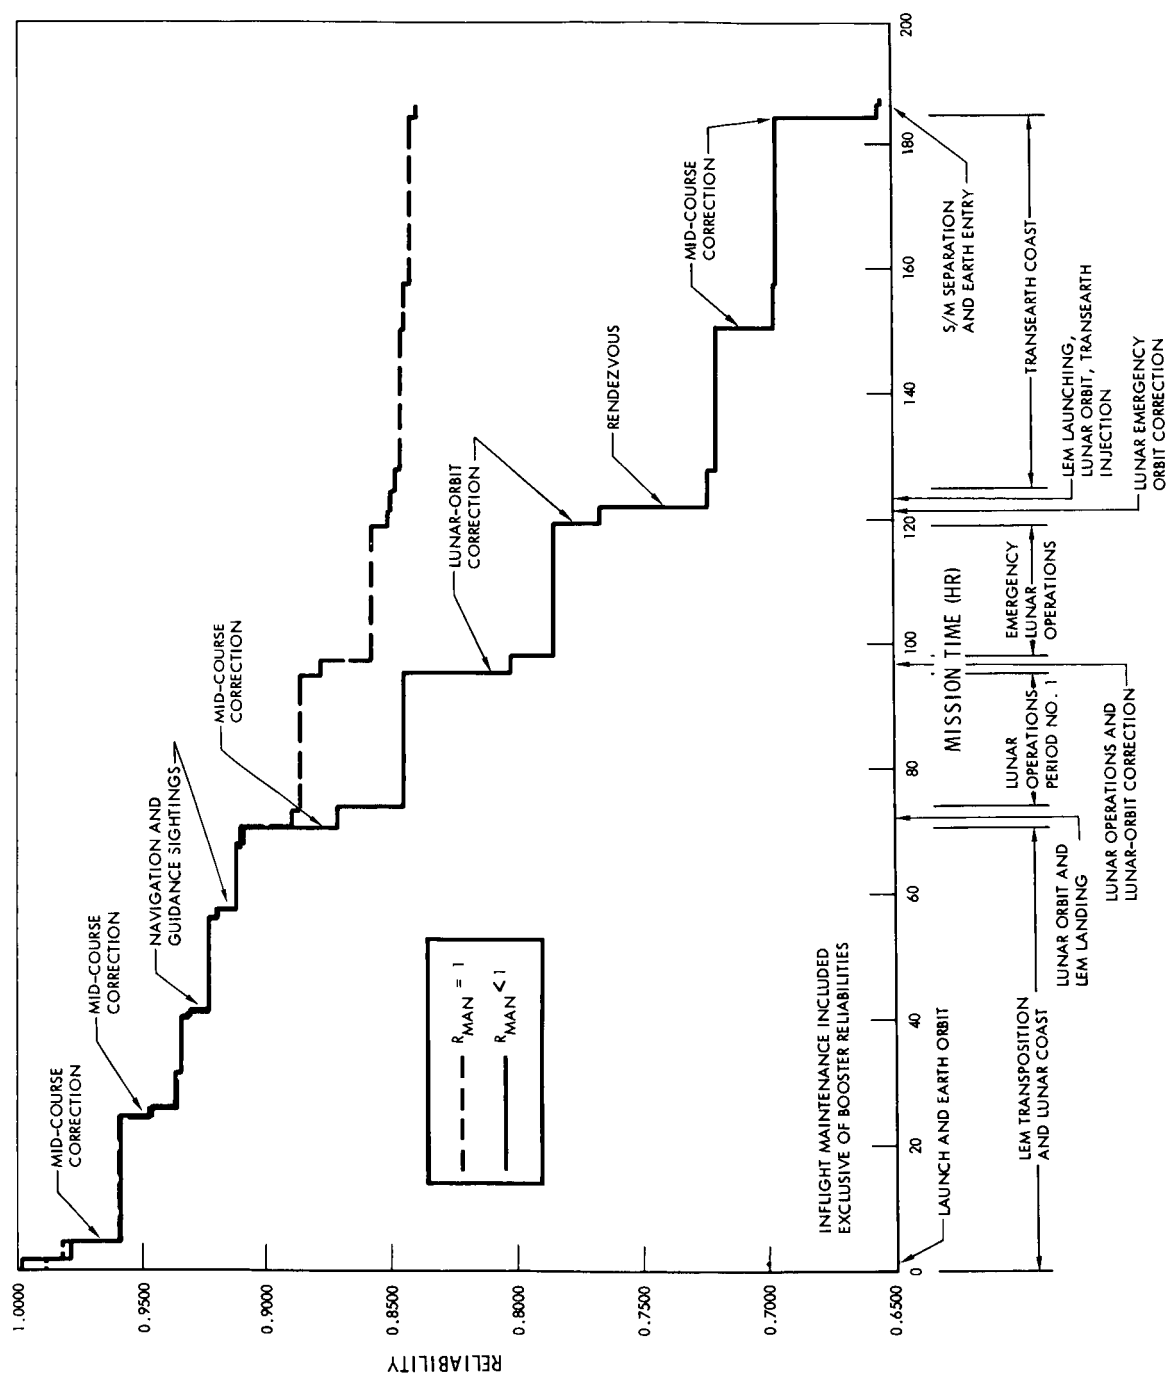 RELIABILITY
1.0000
0.9500
0.9000
0.8500
0.8000
0.7500
0.7000
0.6500
MID-COURSE
CORRECTION
MID-COURSE
CORRECTION
NAVIGATION AND
GUIDANCE SIGHTINGS
MID-COURSE
CORRECTION
LUNAR-ORBIT
CORRECTION
RENDEZVOUS
MID-COURSE
CORRECTION
R MAN = 1
R MAN < 1
INFLIGHT MAINTENANCE INCLUDED
EXCLUSIVE OF BOOSTER RELIABILITIES
0
20
40
60
80
100
120
140
160
180
200
MISSION TIME (HR)
LAUNCH AND EARTH ORBIT
LEM TRANSPOSITION
AND LUNAR COAST
LUNAR ORBIT AND
LEM LANDING
LUNAR
OPERATIONS
PERIOD NO. 1
LUNAR OPERATIONS AND
LUNAR-ORBIT CORRECTION
EMERGENCY
LUNAR
OPERATIONS
LUNAR EMERGENCY
ORBIT CORRECTION
LEM LAUNCHING,
LUNAR ORBIT, TRANSEARTH
INJECTION
TRANSEARTH COAST
S/M SEPARATION
AND EARTH ENTRY